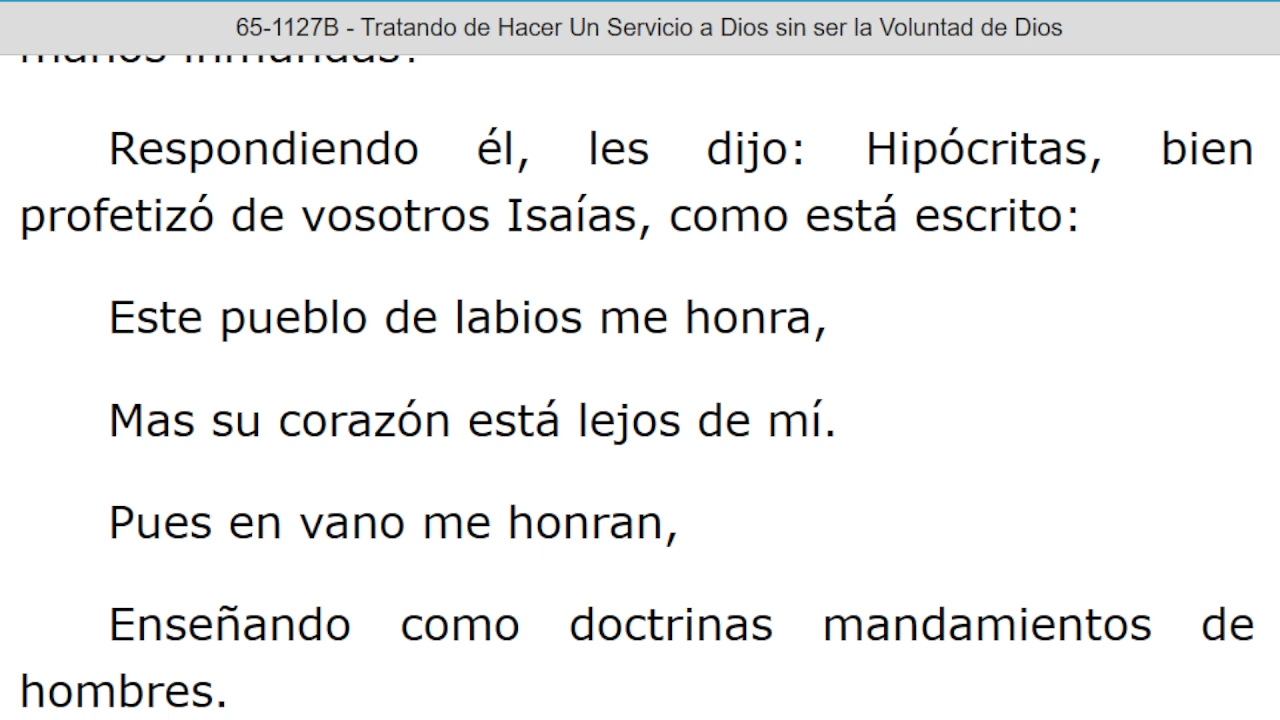 65-1127B - Tratando de Hacer Un Servicio a Dios sin ser la Voluntad de Dios
manos inmundas?
Respondiendo él, les dijo: Hipócritas, bien
profetizó de vosotros Isaías, como está escrito:
Este pueblo de labios me honra,
Mas su corazón está lejos de mí.
Pues en vano me honran,
Enseñando como doctrinas mandamientos de
hombres.